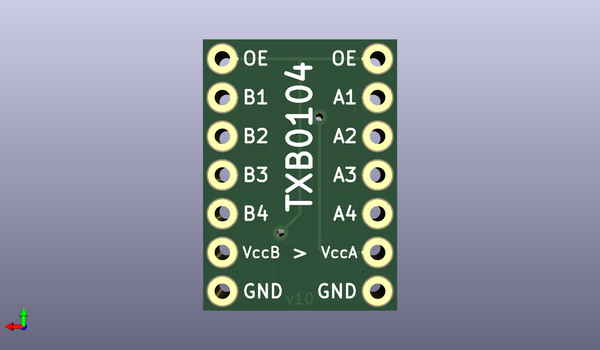 OE OE
B1 A1
B2 A2
B3 A3
B4 A4
TXB0104
VccB > VccA
GND GND
v10